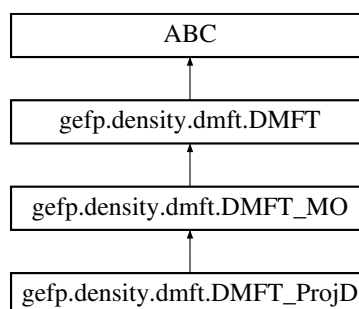 ABC
gefp.density.dmft.DMFT
gefp.density.dmft.DMFT_MO
gefp.density.dmft.DMFT_ProjD